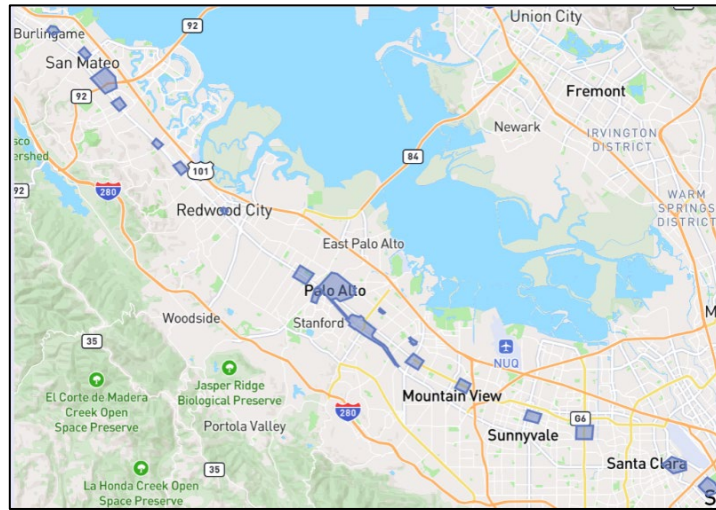 Union City
Burlingame
92
San Mateo
92
Fremont
Newark
IRVINGTON
DISTRICT
84
101
92
280
WARM
SPRINGS
DISTRICT
Redwood City
East Palo Alto
Palo Alto
Woodside
Stanford
35
NUQ
El Corte de Madera
Creek Open
Space Preserve
Jasper Ridge
Biological Preserve
280
Mountain View
Portola Valley
G6
Sunnyvale
Santa Clara
35
La Honda Creek Open
Space Preserve